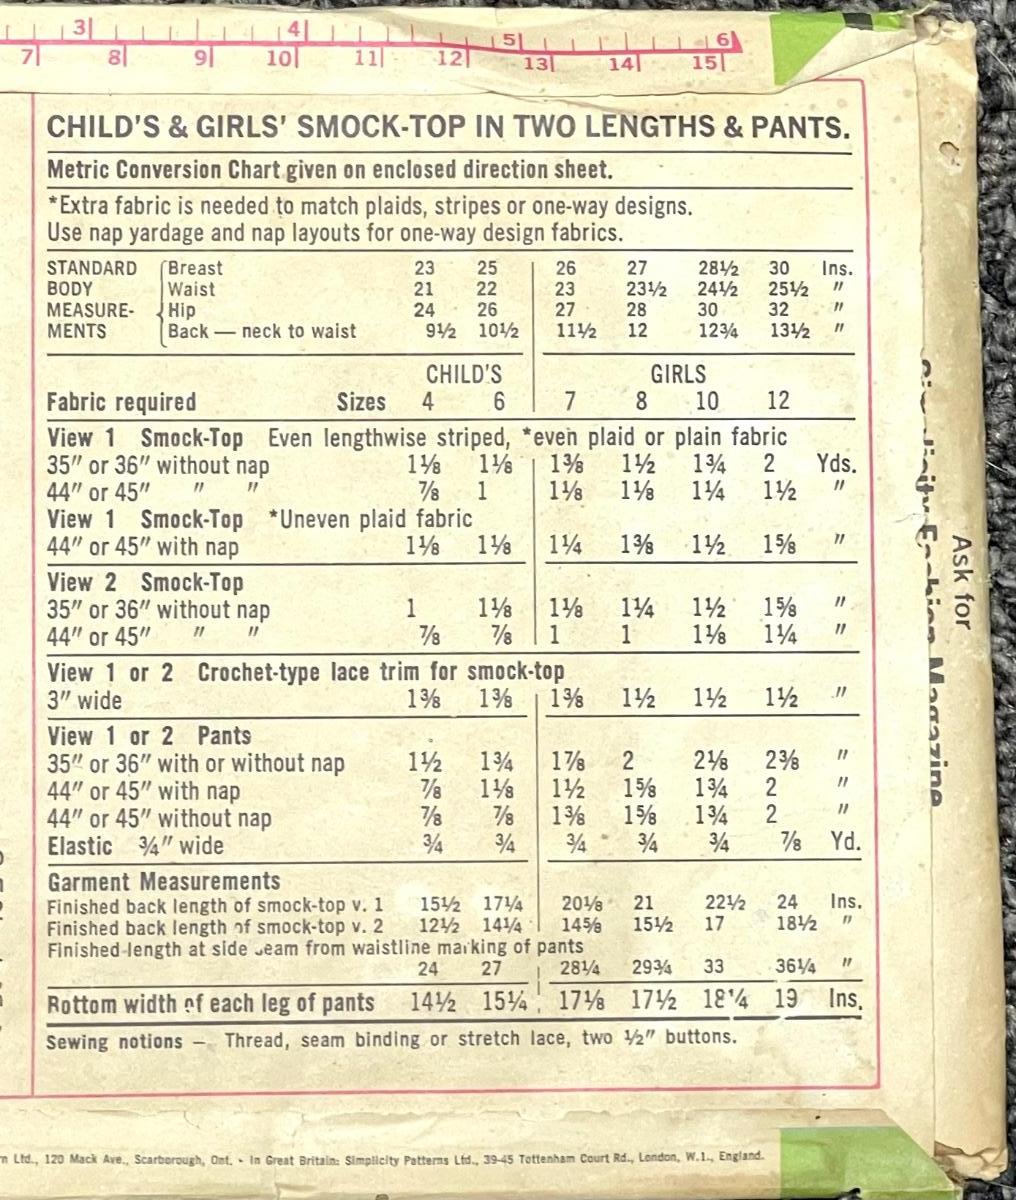 3 4 5 6
7 8 9 10 11 12 13 14 15
CHILD'S & GIRLS' SMOCK-TOP IN TWO LENGTHS & PANTS.
Metric Conversion Chart given on enclosed direction sheet.
*Extra fabric is needed to match plaids, stripes or one-way designs.
Use nap yardage and nap layouts for one-way design fabrics.
STANDARD Breast 23 25 26 27 28½ 30 Ins.
BODY Waist 21 22 23 23½ 24½ 25½ "
MEASURE- Hip 24 26 27 28 30 32 "
MENTS Back — neck to waist 9½ 10½ 11½ 12 12¾ 13½ "
CHILD'S GIRLS
Fabric required Sizes 4 6 7 8 10 12
View 1 Smock-Top Even lengthwise striped, *even plaid or plain fabric
35" or 36" without nap 1⅛ 1⅛ 1⅜ 1½ 1¾ 2 Yds.
44" or 45" " " ⅞ 1 1⅛ 1⅛ 1¼ 1½ "
View 1 Smock-Top *Uneven plaid fabric
44" or 45" with nap 1⅛ 1⅛ 1¼ 1⅜ 1½ 1⅝ "
View 2 Smock-Top
35" or 36" without nap 1 1⅛ 1⅛ 1¼ 1½ 1⅝ "
44" or 45" " " ⅞ ⅞ 1 1 1⅛ 1¼ "
View 1 or 2 Crochet-type lace trim for smock-top
3" wide 1⅜ 1⅜ 1⅜ 1½ 1½ 1½ "
View 1 or 2 Pants
35" or 36" with or without nap 1½ 1¾ 1⅞ 2 2⅛ 2⅜ "
44" or 45" with nap ⅞ 1⅛ 1½ 1⅝ 1¾ 2 "
44" or 45" without nap ⅞ ⅞ 1⅜ 1⅝ 1¾ 2 "
Elastic ¾" wide ¾ ¾ ¾ ¾ ¾ ⅞ Yd.
Garment Measurements
Finished back length of smock-top v. 1 15½ 17¼ 20⅛ 21 22½ 24 Ins.
Finished back length of smock-top v. 2 12½ 14¼ 14⅝ 15½ 17 18½ "
Finished length at side seam from waistline marking of pants
24 27 28¼ 29¾ 33 36¼ "
Bottom width of each leg of pants 14½ 15¼ 17⅛ 17½ 18¼ 19 Ins.
Sewing notions — Thread, seam binding or stretch lace, two ½" buttons.
Ltd., 120 Mack Ave., Scarborough, Ont. • In Great Britain: Simplicity Patterns Ltd., 39-45 Tottenham Court Rd., London, W.1., England.
Ask for
Fashion Magazine